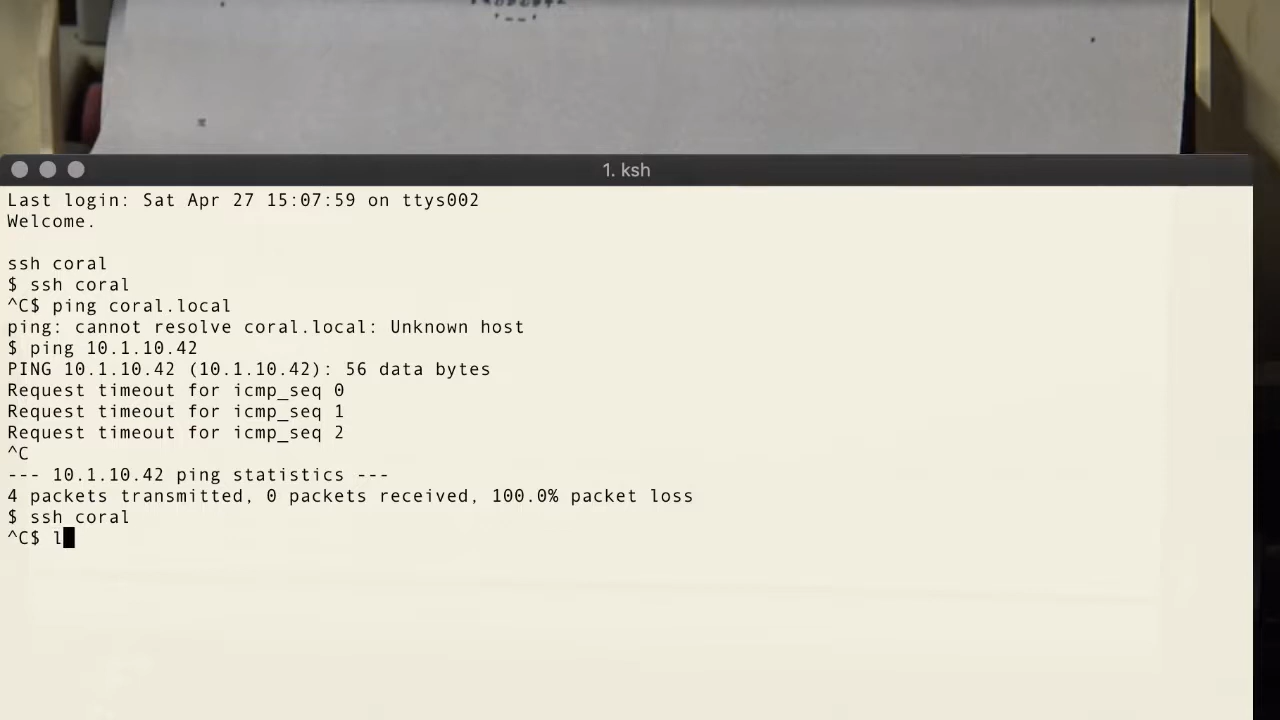 1. ksh
Last login: Sat Apr 27 15:07:59 on ttys002
Welcome.
ssh coral
$ ssh coral
^C$ ping coral.local
ping: cannot resolve coral.local: Unknown host
$ ping 10.1.10.42
PING 10.1.10.42 (10.1.10.42): 56 data bytes
Request timeout for icmp_seq 0
Request timeout for icmp_seq 1
Request timeout for icmp_seq 2
^C
--- 10.1.10.42 ping statistics ---
4 packets transmitted, 0 packets received, 100.0% packet loss
$ ssh coral
^C$ l